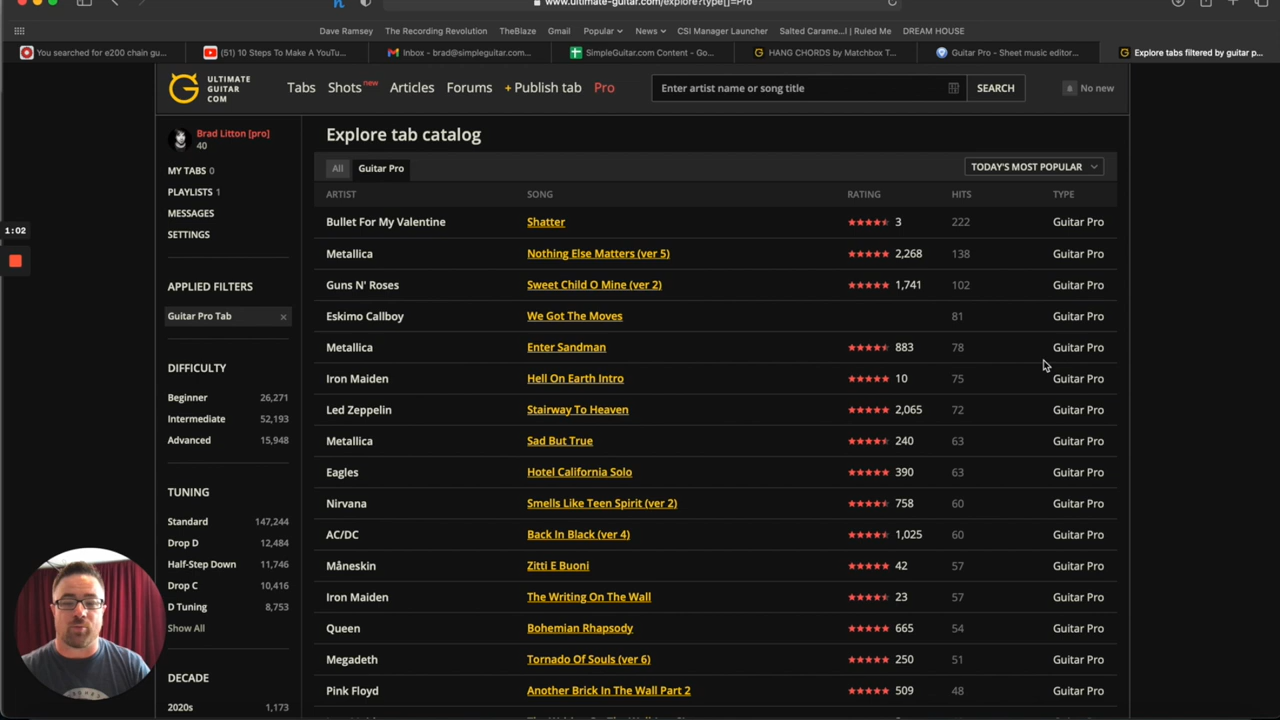 www.ultimate-guitar.com/explore?type[]=Pro
Dave Ramsey The Recording Revolution TheBlaze Gmail Popular News CSI Manager Launcher Salted Caramel... | Ruled Me DREAM HOUSE
You searched for e200 chain gu... (51) 10 Steps To Make A YouTu... Inbox - brad@simpleguitar.com... SimpleGuitar.com Content - Go... HANG CHORDS by Matchbox T... Guitar Pro - Sheet music editor... Explore tabs filtered by guitar p...
ULTIMATE
GUITAR
COM
Tabs Shots new Articles Forums + Publish tab Pro Enter artist name or song title SEARCH No new
Brad Litton [pro]
40
MY TABS 0
PLAYLISTS 1
MESSAGES
SETTINGS
1:02
APPLIED FILTERS
Guitar Pro Tab ×
DIFFICULTY
Beginner 26,271
Intermediate 52,193
Advanced 15,948
TUNING
Standard 147,244
Drop D 12,484
Half-Step Down 11,746
Drop C 10,416
D Tuning 8,753
Show All
DECADE
2020s 1,173
Explore tab catalog
All Guitar Pro TODAY'S MOST POPULAR
ARTIST SONG RATING HITS TYPE
Bullet For My Valentine Shatter 3 222 Guitar Pro
Metallica Nothing Else Matters (ver 5) 2,268 138 Guitar Pro
Guns N' Roses Sweet Child O Mine (ver 2) 1,741 102 Guitar Pro
Eskimo Callboy We Got The Moves 81 Guitar Pro
Metallica Enter Sandman 883 78 Guitar Pro
Iron Maiden Hell On Earth Intro 10 75 Guitar Pro
Led Zeppelin Stairway To Heaven 2,065 72 Guitar Pro
Metallica Sad But True 240 63 Guitar Pro
Eagles Hotel California Solo 390 63 Guitar Pro
Nirvana Smells Like Teen Spirit (ver 2) 758 60 Guitar Pro
AC/DC Back In Black (ver 4) 1,025 60 Guitar Pro
Måneskin Zitti E Buoni 42 57 Guitar Pro
Iron Maiden The Writing On The Wall 23 57 Guitar Pro
Queen Bohemian Rhapsody 665 54 Guitar Pro
Megadeth Tornado Of Souls (ver 6) 250 51 Guitar Pro
Pink Floyd Another Brick In The Wall Part 2 509 48 Guitar Pro